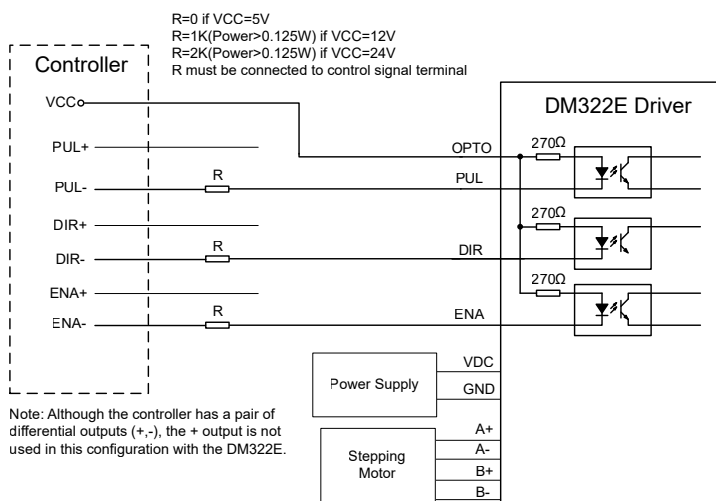 R=0 if VCC=5V
R=1K(Power>0.125W) if VCC=12V
R=2K(Power>0.125W) if VCC=24V
R must be connected to control signal terminal
Controller
DM322E Driver
VCC
PUL+
OPTO
270Ω
PUL-
R
PUL
DIR+
270Ω
DIR-
R
DIR
ENA+
270Ω
ENA-
R
ENA
Power Supply
VDC
GND
Note: Although the controller has a pair of
differential outputs (+,-), the + output is not
used in this configuration with the DM322E.
Stepping
Motor
A+
A-
B+
B-